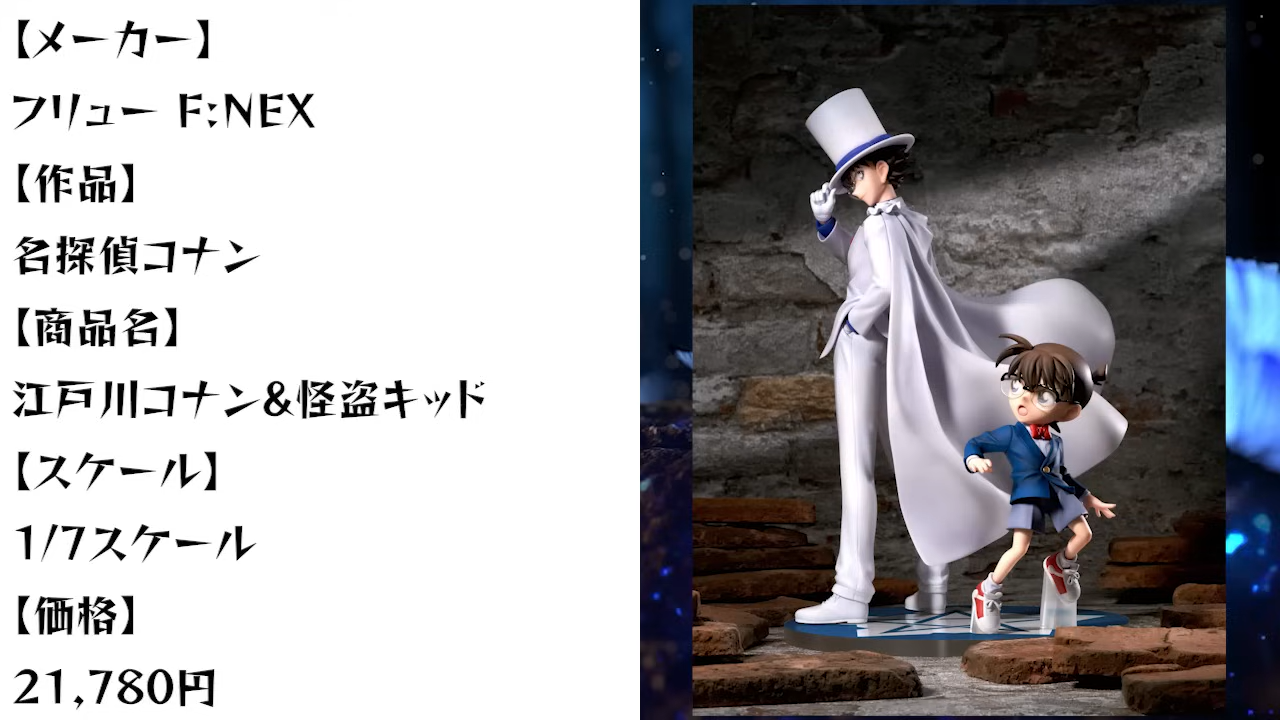 【メーカー】
フリュー F:NEX
【作品】
名探偵コナン
【商品名】
江戸川コナン&怪盗キッド
【スケール】
1/7スケール
【価格】
21,780円